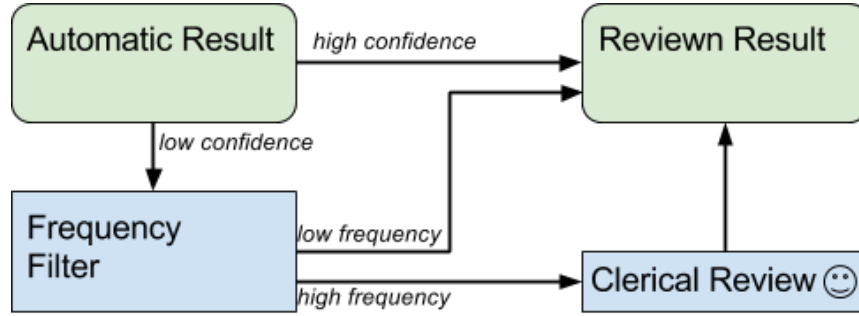 Automatic Result
high confidence
Reviewn Result
low confidence
Frequency
Filter
low frequency
high frequency
Clerical Review